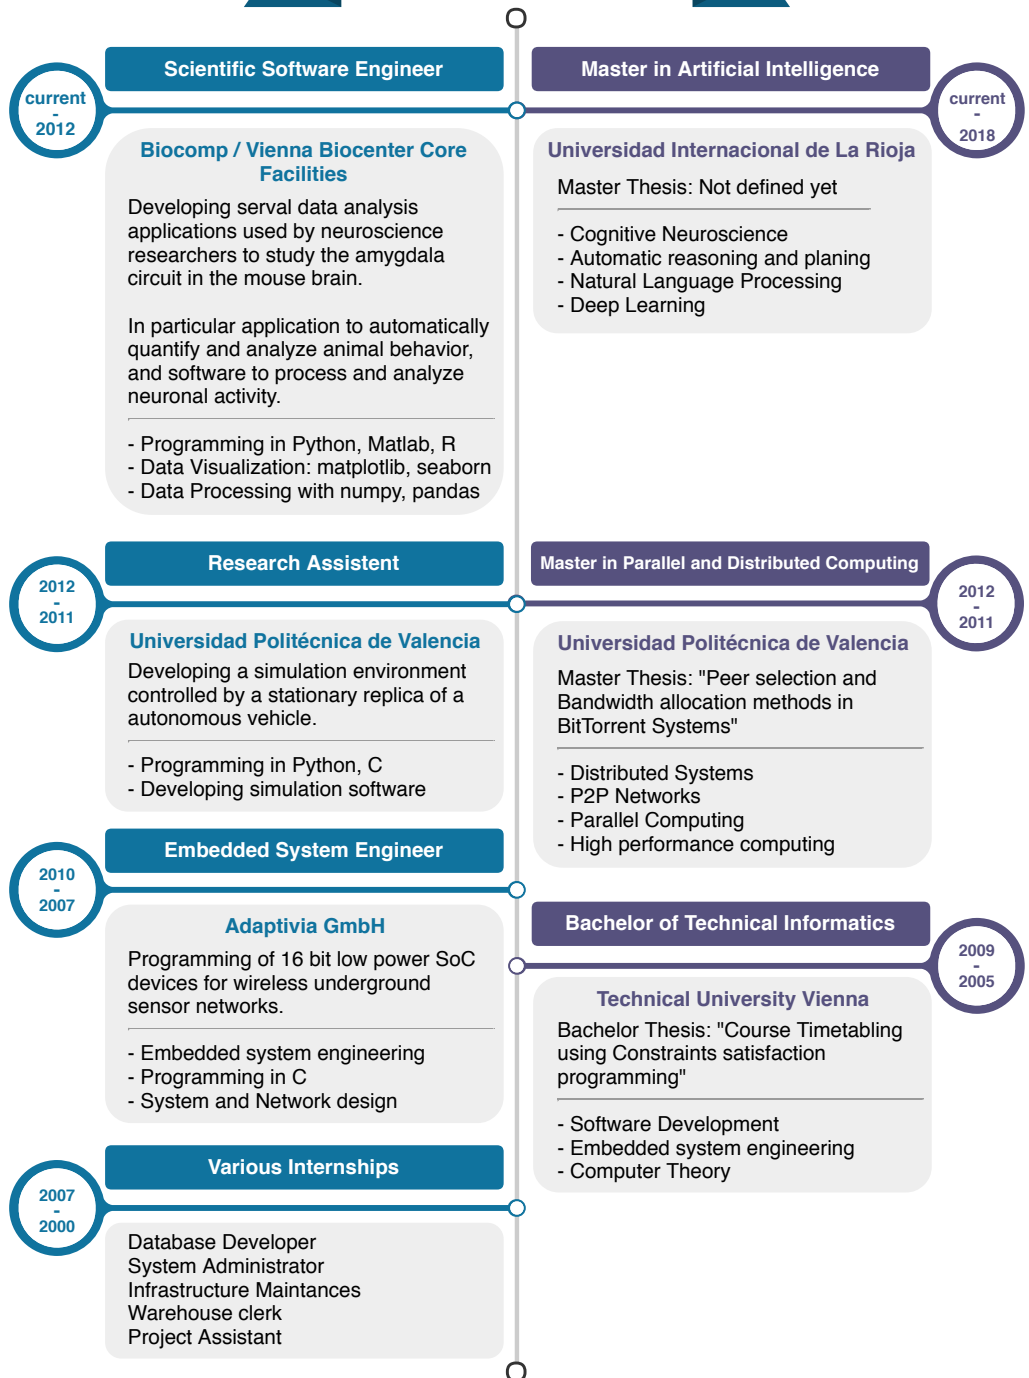 Scientific Software Engineer
current
-
2012
Biocomp / Vienna Biocenter Core
Facilities
Developing serval data analysis
applications used by neuroscience
researchers to study the amygdala
circuit in the mouse brain.
In particular application to automatically
quantify and analyze animal behavior,
and software to process and analyze
neuronal activity.
- Programming in Python, Matlab, R
- Data Visualization: matplotlib, seaborn
- Data Processing with numpy, pandas
Research Assistent
2012
-
2011
Universidad Politécnica de Valencia
Developing a simulation environment
controlled by a stationary replica of a
autonomous vehicle.
- Programming in Python, C
- Developing simulation software
Embedded System Engineer
2010
-
2007
Adaptivia GmbH
Programming of 16 bit low power SoC
devices for wireless underground
sensor networks.
- Embedded system engineering
- Programming in C
- System and Network design
Various Internships
2007
-
2000
Database Developer
System Administrator
Infrastructure Maintances
Warehouse clerk
Project Assistant
Master in Artificial Intelligence
current
-
2018
Universidad Internacional de La Rioja
Master Thesis: Not defined yet
- Cognitive Neuroscience
- Automatic reasoning and planing
- Natural Language Processing
- Deep Learning
Master in Parallel and Distributed Computing
2012
-
2011
Universidad Politécnica de Valencia
Master Thesis: "Peer selection and
Bandwidth allocation methods in
BitTorrent Systems"
- Distributed Systems
- P2P Networks
- Parallel Computing
- High performance computing
Bachelor of Technical Informatics
2009
-
2005
Technical University Vienna
Bachelor Thesis: "Course Timetabling
using Constraints satisfaction
programming"
- Software Development
- Embedded system engineering
- Computer Theory